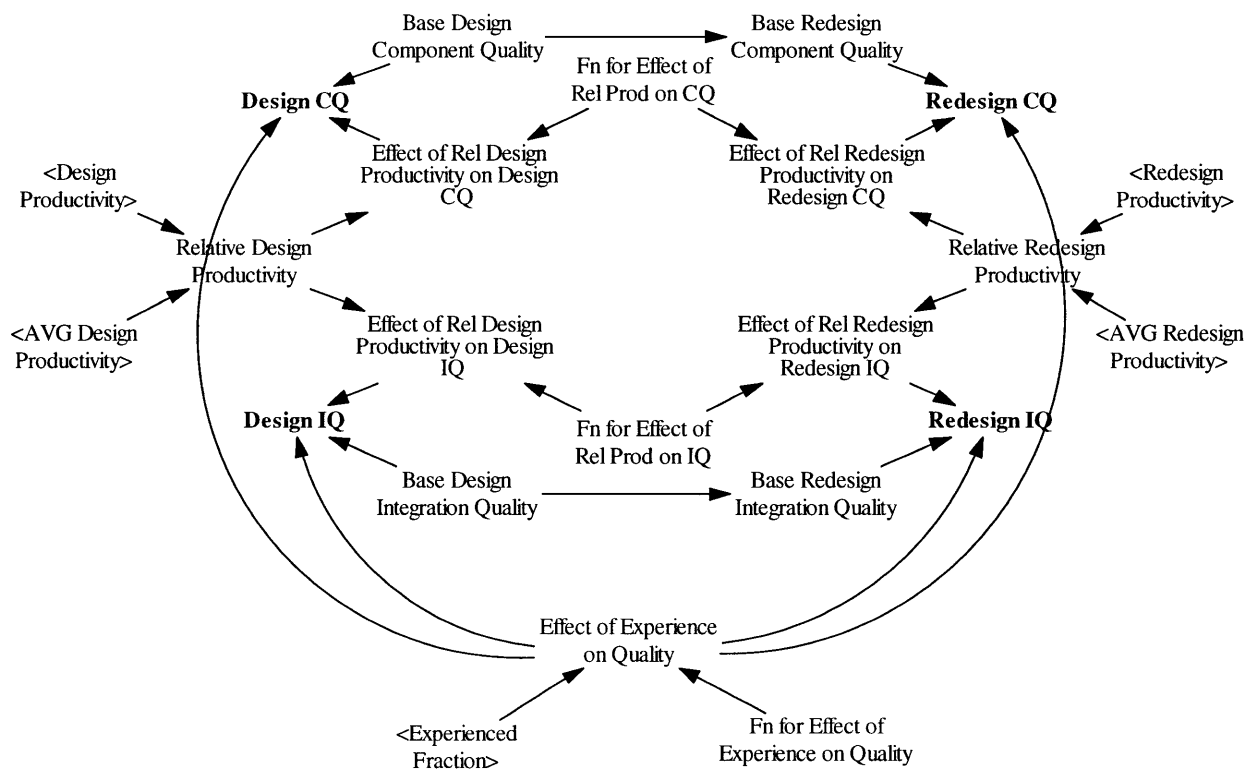 Base Design
Component Quality
Base Redesign
Component Quality
Fn for Effect of
Rel Prod on CQ
Design CQ
Redesign CQ
Effect of Rel Design
Productivity on Design
CQ
Effect of Rel Redesign
Productivity on
Redesign CQ
<Design
Productivity>
<Redesign
Productivity>
Relative Design
Productivity
Relative Redesign
Productivity
<AVG Design
Productivity>
Effect of Rel Design
Productivity on Design
IQ
Effect of Rel Redesign
Productivity on
Redesign IQ
<AVG Redesign
Productivity>
Design IQ
Fn for Effect of
Rel Prod on IQ
Redesign IQ
Base Design
Integration Quality
Base Redesign
Integration Quality
Effect of Experience
on Quality
<Experienced
Fraction>
Fn for Effect of
Experience on Quality